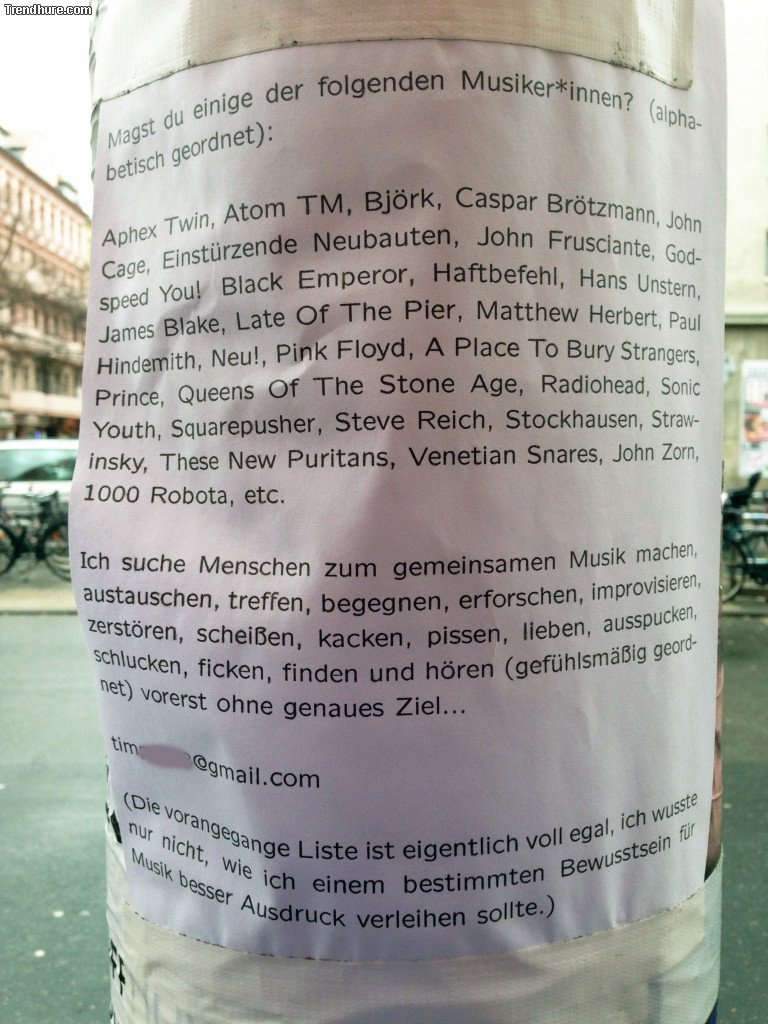 Trendhure.com
Magst du einige der folgenden Musiker*innen? (alpha-
betisch geordnet):
Aphex Twin, Atom TM, Björk, Caspar Brötzmann, John
Cage, Einstürzende Neubauten, John Frusciante, God-
speed You! Black Emperor, Haftbefehl, Hans Unstern,
James Blake, Late Of The Pier, Matthew Herbert, Paul
Hindemith, Neu!, Pink Floyd, A Place To Bury Strangers,
Prince, Queens Of The Stone Age, Radiohead, Sonic
Youth, Squarepusher, Steve Reich, Stockhausen, Straw-
insky, These New Puritans, Venetian Snares, John Zorn,
1000 Robota, etc.
Ich suche Menschen zum gemeinsamen Musik machen,
austauschen, treffen, begegnen, erforschen, improvisieren,
zerstören, scheißen, kacken, pissen, lieben, ausspucken,
schlucken, ficken, finden und hören (gefühlsmäßig geord-
net) vorerst ohne genaues Ziel...
tim @gmail.com
(Die vorangegange Liste ist eigentlich voll egal, ich wusste
nur nicht, wie ich einem bestimmten Bewusstsein für
Musik besser Ausdruck verleihen sollte.)